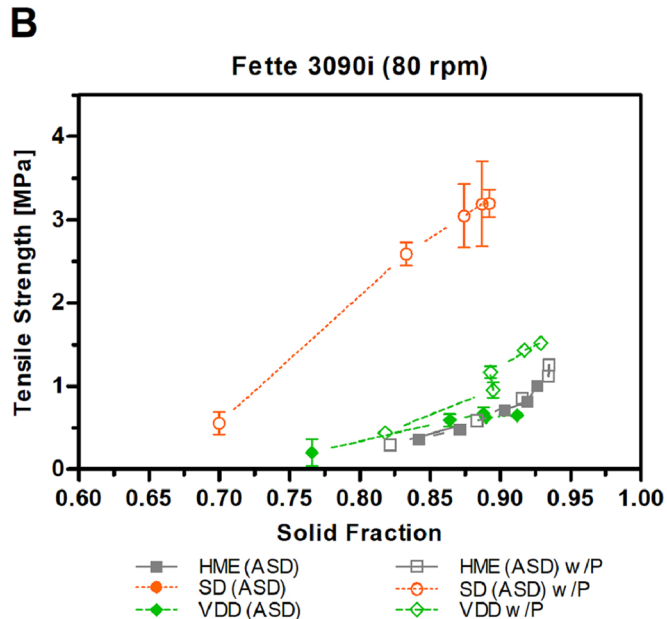 B
Fette 3090i (80 rpm)
Tensile Strength [MPa]
4
3
2
1
0
0.60 0.65 0.70 0.75 0.80 0.85 0.90 0.95 1.00
Solid Fraction
HME (ASD) HME (ASD) w/P
SD (ASD) SD (ASD) w/P
VDD (ASD) VDD w/P